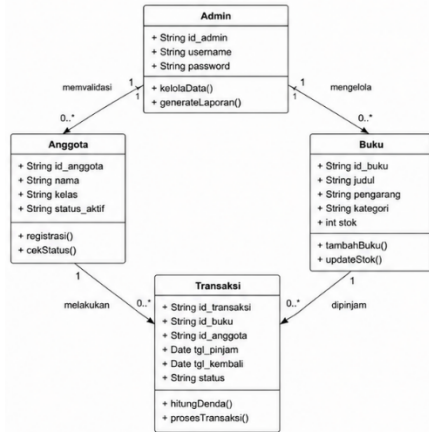 Admin
+ String id_admin
+ String username
+ String password
+ kelolaData()
+ generateLaporan()
memvalidasi
1
1
1
1
mengelola
0..*
0..*
Anggota
+ String id_anggota
+ String nama
+ String kelas
+ String status_aktif
+ registrasi()
+ cekStatus()
Buku
+ String id_buku
+ String judul
+ String pengarang
+ String kategori
+ int stok
+ tambahBuku()
+ updateStok()
1
1
melakukan
0..*
0..*
dipinjam
Transaksi
+ String id_transaksi
+ String id_buku
+ String id_anggota
+ Date tgl_pinjam
+ Date tgl_kembali
+ String status
+ hitungDenda()
+ prosesTransaksi()